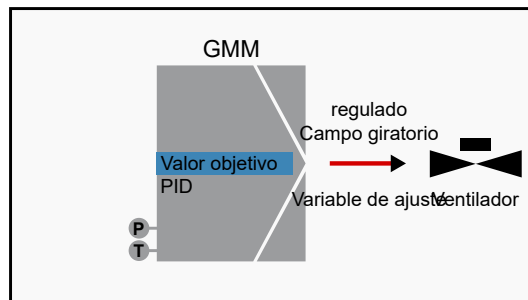 GMM
regulado
Campo giratorio
Valor objetivo
PID
Variable de ajuste
Ventilador
P
T